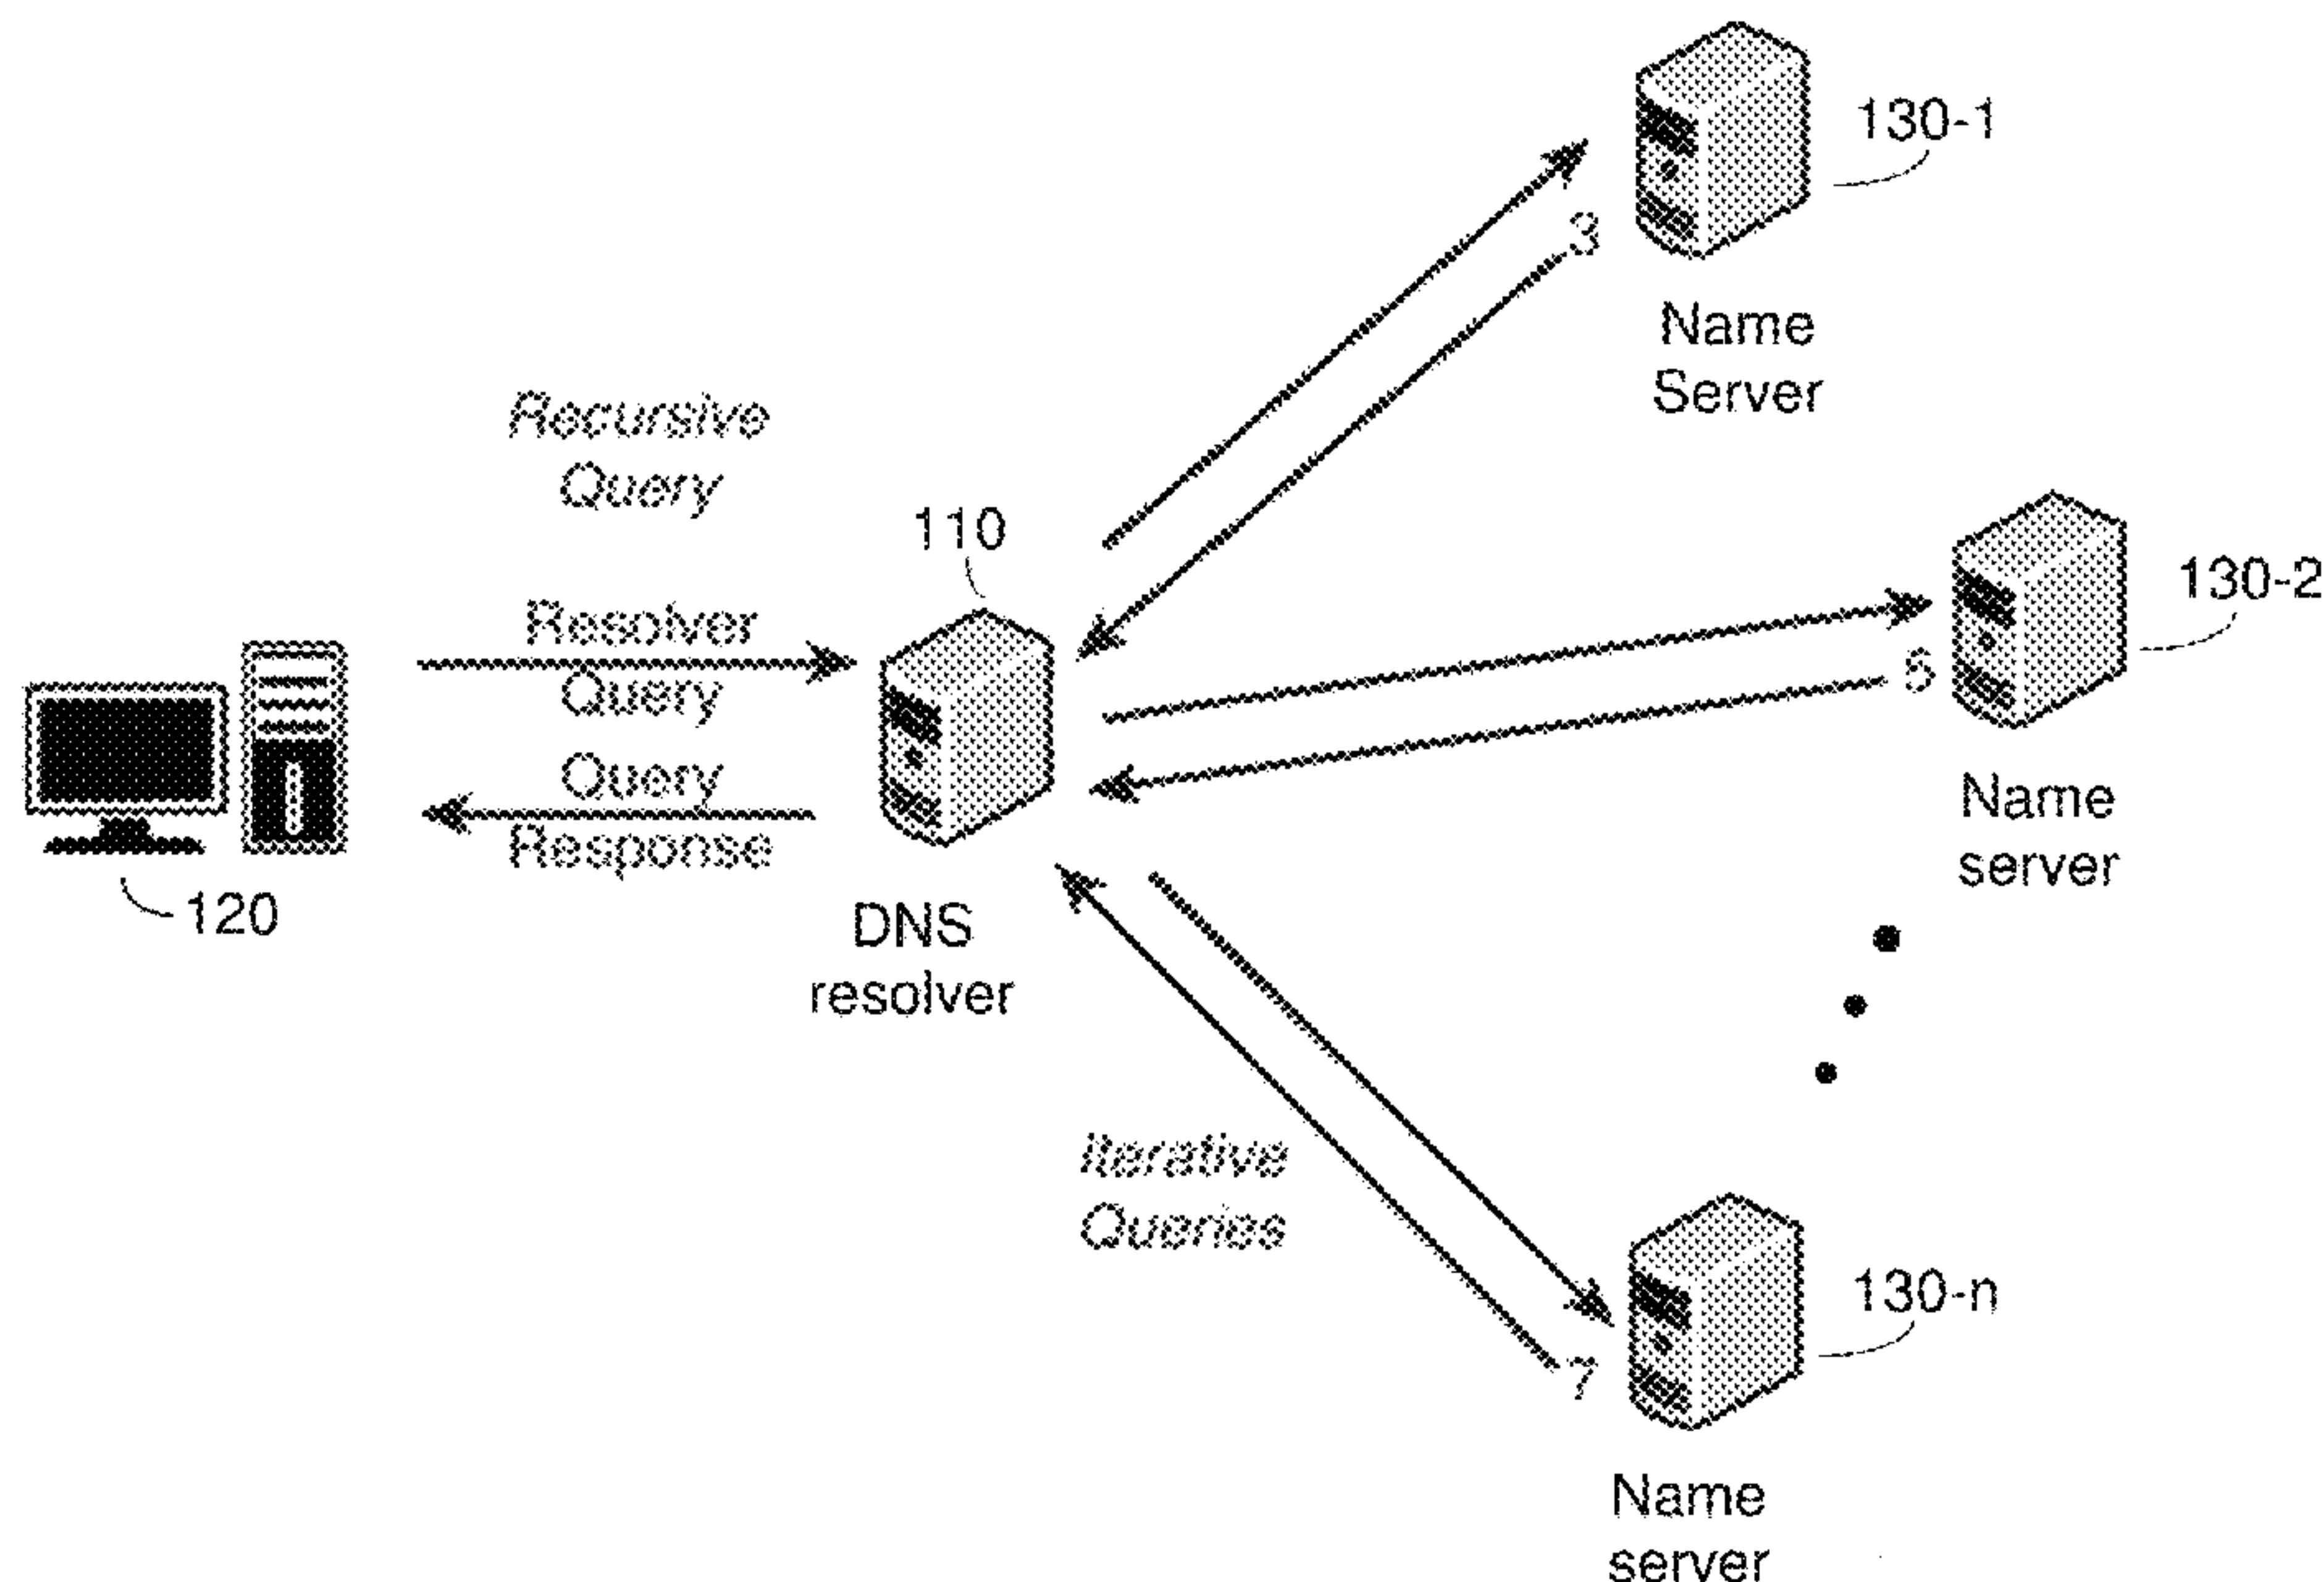 130-1
3
Name
Server
Recursive
Query
110
130-2
Resolver
Query
5
Query
Response
Name
server
120
DNS
resolver
Iterative
Queries
130-n
7
Name
server